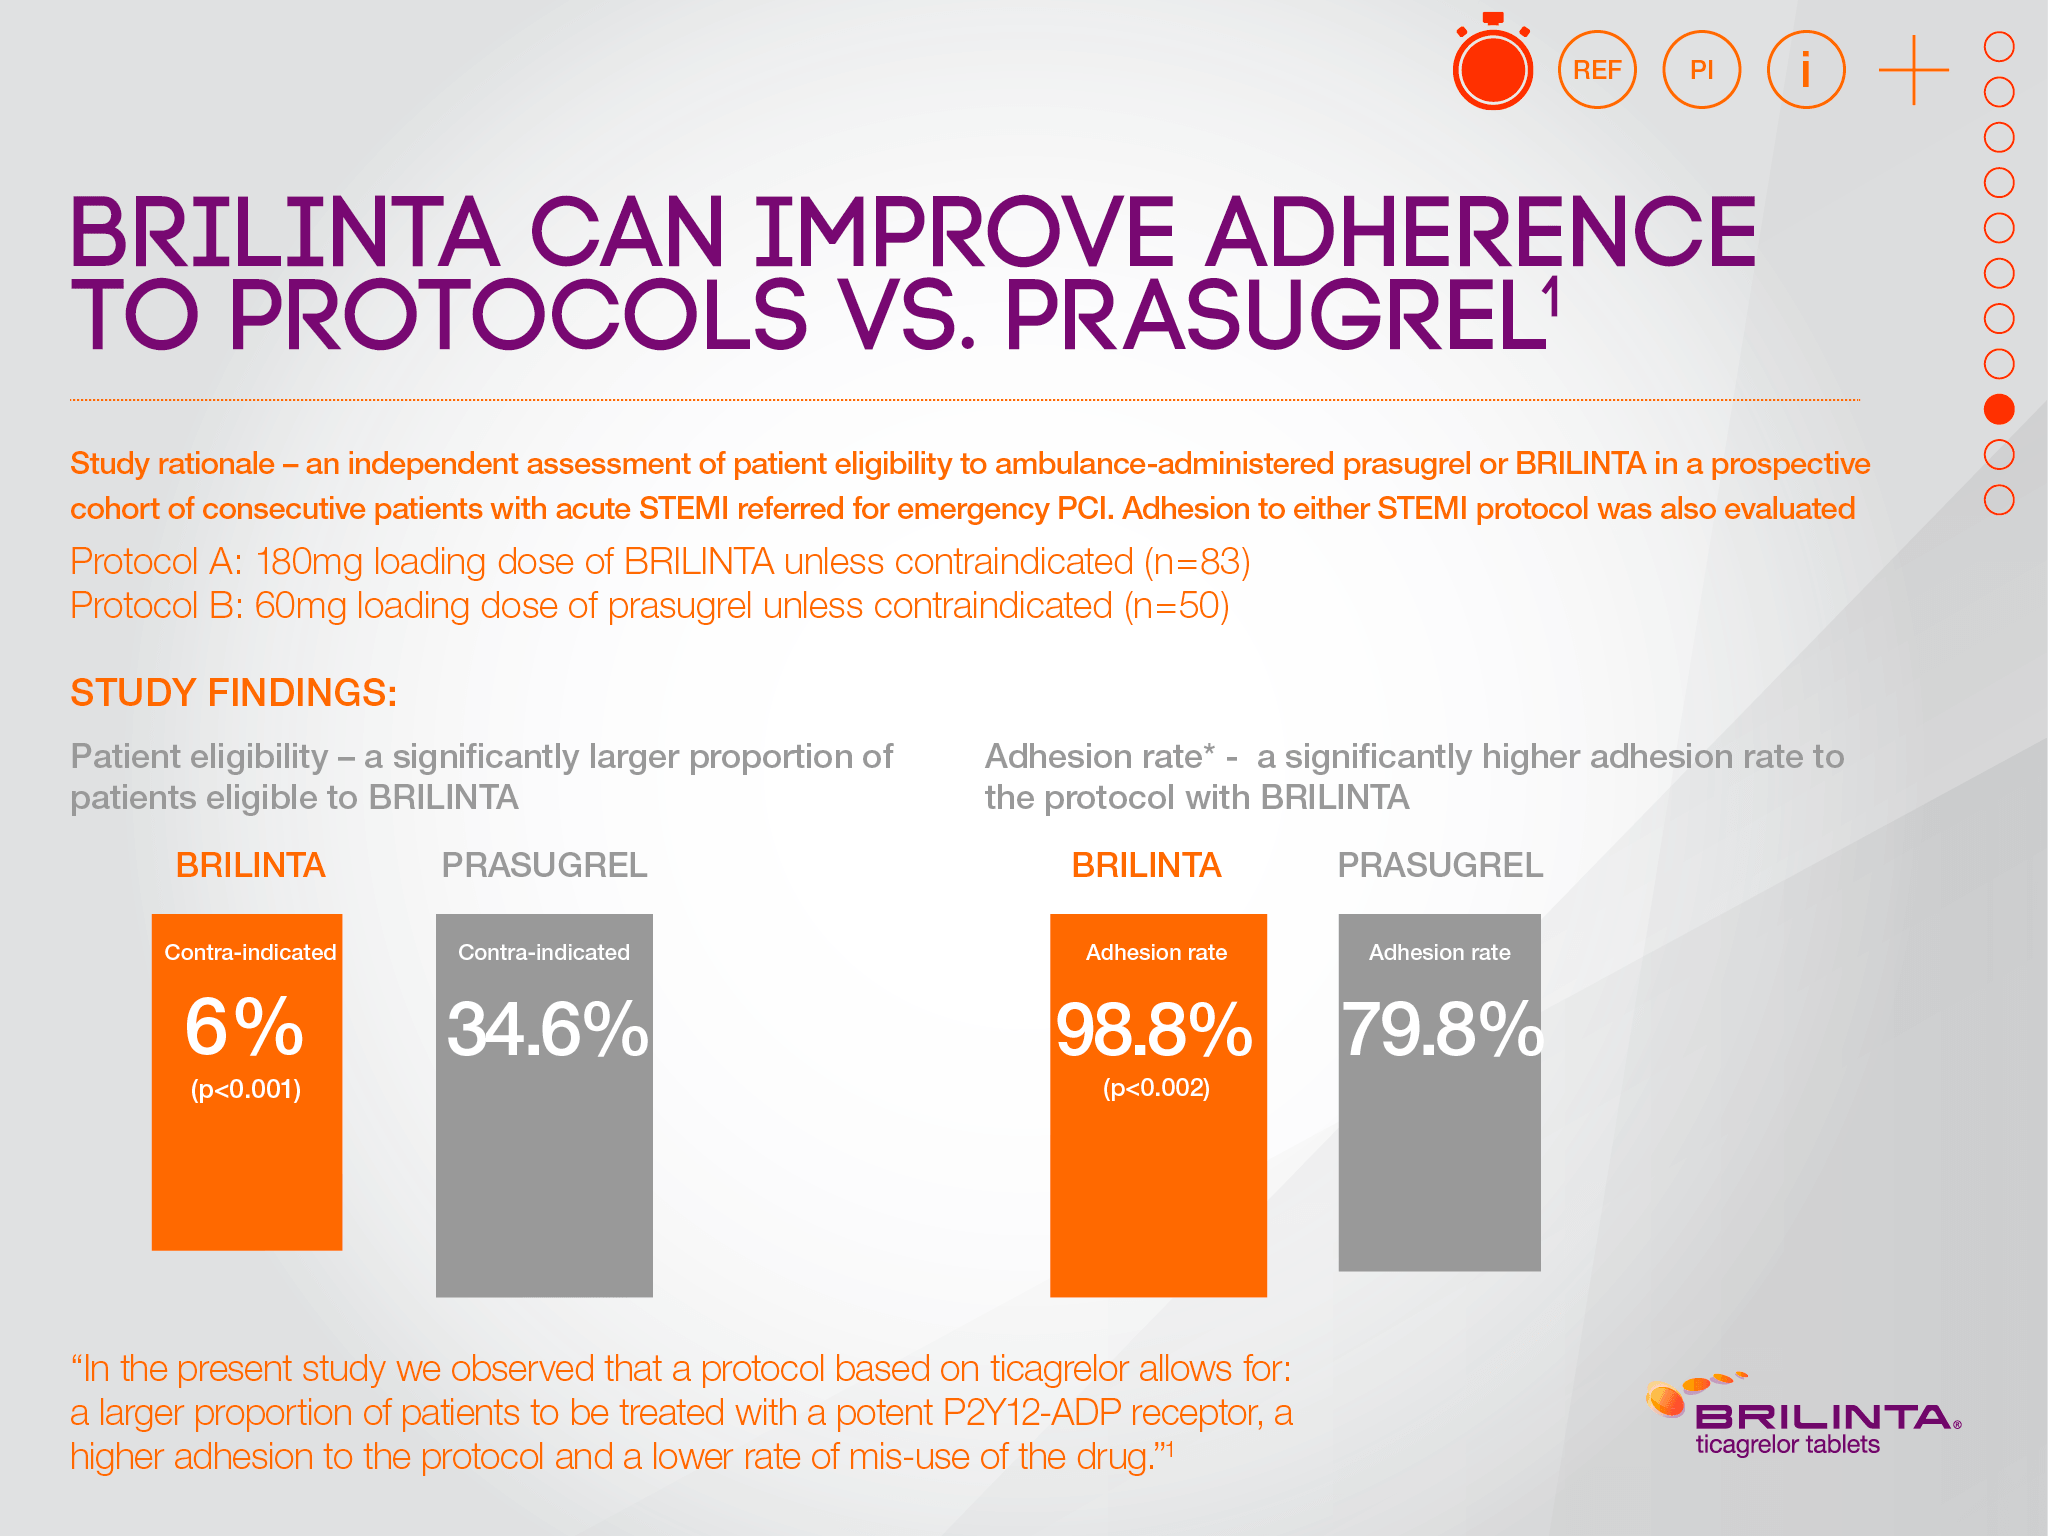 REF PI i
BRILINTA CAN IMPROVE ADHERENCE
TO PROTOCOLS VS. PRASUGREL¹
Study rationale – an independent assessment of patient eligibility to ambulance-administered prasugrel or BRILINTA in a prospective
cohort of consecutive patients with acute STEMI referred for emergency PCI. Adhesion to either STEMI protocol was also evaluated
Protocol A: 180mg loading dose of BRILINTA unless contraindicated (n=83)
Protocol B: 60mg loading dose of prasugrel unless contraindicated (n=50)
STUDY FINDINGS:
Patient eligibility – a significantly larger proportion of
patients eligible to BRILINTA
BRILINTA PRASUGREL
Contra-indicated Contra-indicated
6% 34.6%
(p<0.001)
Adhesion rate* - a significantly higher adhesion rate to
the protocol with BRILINTA
BRILINTA PRASUGREL
Adhesion rate Adhesion rate
98.8% 79.8%
(p<0.002)
“In the present study we observed that a protocol based on ticagrelor allows for:
a larger proportion of patients to be treated with a potent P2Y12-ADP receptor, a
higher adhesion to the protocol and a lower rate of mis-use of the drug.”¹
BRILINTA®
ticagrelor tablets